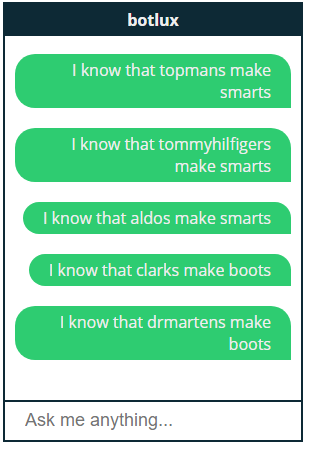 botlux
I know that topmans make
smarts
I know that tommyhilfigers
make smarts
I know that aldos make smarts
I know that clarks make boots
I know that drmartens make
boots
Ask me anything...